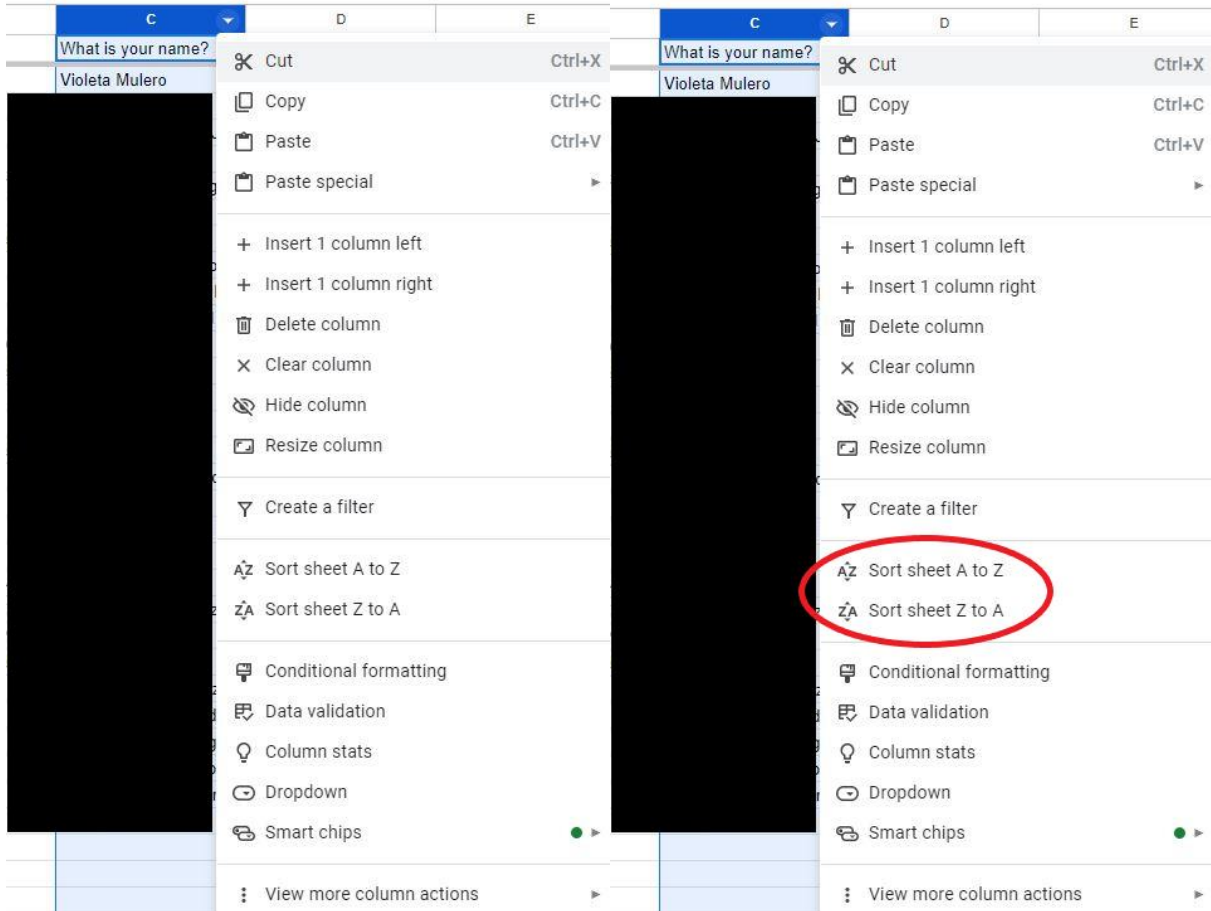 C D E
What is your name?
Violeta Mulero
Cut Ctrl+X
Copy Ctrl+C
Paste Ctrl+V
Paste special
Insert 1 column left
Insert 1 column right
Delete column
Clear column
Hide column
Resize column
Create a filter
Sort sheet A to Z
Sort sheet Z to A
Conditional formatting
Data validation
Column stats
Dropdown
Smart chips
View more column actions
C D E
What is your name?
Violeta Mulero
Cut Ctrl+X
Copy Ctrl+C
Paste Ctrl+V
Paste special
Insert 1 column left
Insert 1 column right
Delete column
Clear column
Hide column
Resize column
Create a filter
Sort sheet A to Z
Sort sheet Z to A
Conditional formatting
Data validation
Column stats
Dropdown
Smart chips
View more column actions